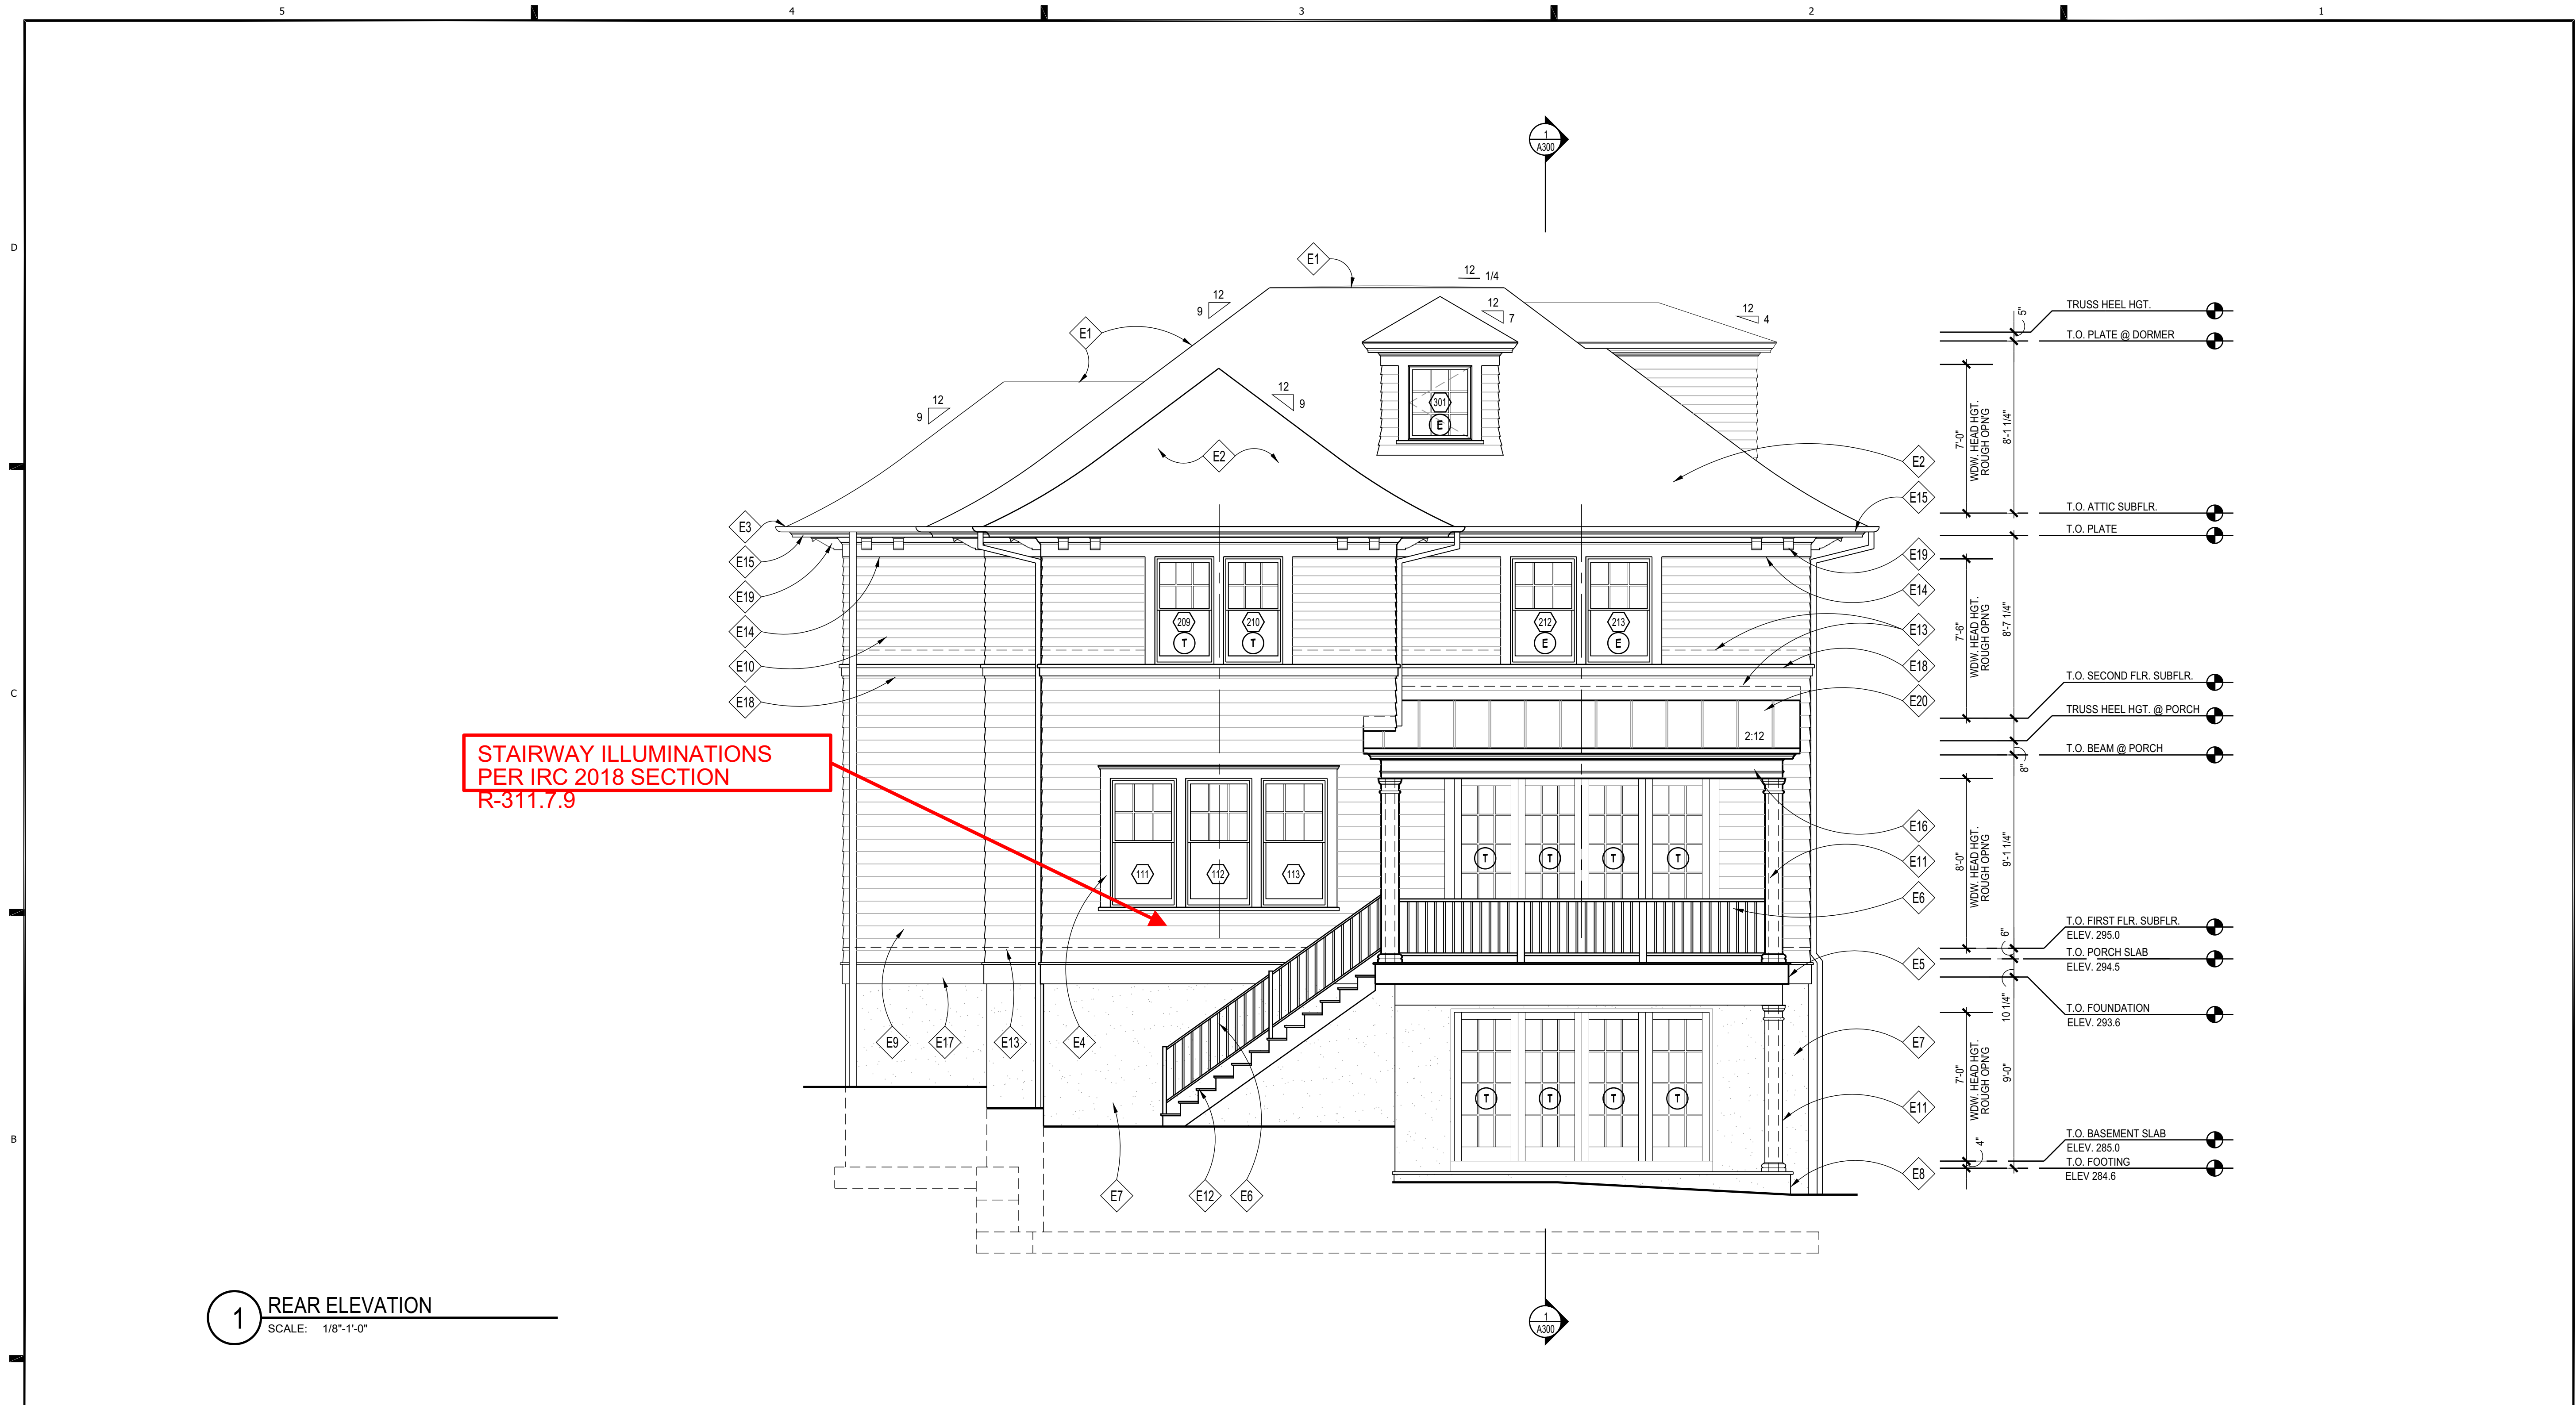 5 4 3 2 1
D
C
B
1
A300
E1
12 1/4
12
9
12
7
12
4
E1
12
9
12
9
301
E
E2
E2
E15
E3
E15
E19
E14
E10
E18
E19
E14
E13
E18
E20
209
T
210
T
212
E
213
E
2:12
STAIRWAY ILLUMINATIONS
PER IRC 2018 SECTION
R-311.7.9
111
112
113
T T T T
E16
E11
E6
E5
E9
E17
E13
E4
T T T T
E7
E11
E8
E7
E12
E6
TRUSS HEEL HGT.
5"
T.O. PLATE @ DORMER
7'-0"
WDW. HEAD HGT.
ROUGH OPN'G
8'-1 1/4"
T.O. ATTIC SUBFLR.
T.O. PLATE
7'-6"
WDW. HEAD HGT.
ROUGH OPN'G
8'-7 1/4"
T.O. SECOND FLR. SUBFLR.
TRUSS HEEL HGT. @ PORCH
T.O. BEAM @ PORCH
8"
8'-0"
WDW. HEAD HGT.
ROUGH OPN'G
9'-1 1/4"
T.O. FIRST FLR. SUBFLR.
ELEV. 295.0
6"
T.O. PORCH SLAB
ELEV. 294.5
10 1/4"
T.O. FOUNDATION
ELEV. 293.6
7'-0"
WDW. HEAD HGT.
ROUGH OPN'G
9'-0"
4"
T.O. BASEMENT SLAB
ELEV. 285.0
T.O. FOOTING
ELEV 284.6
1
A300
1
REAR ELEVATION
SCALE: 1/8"-1'-0"